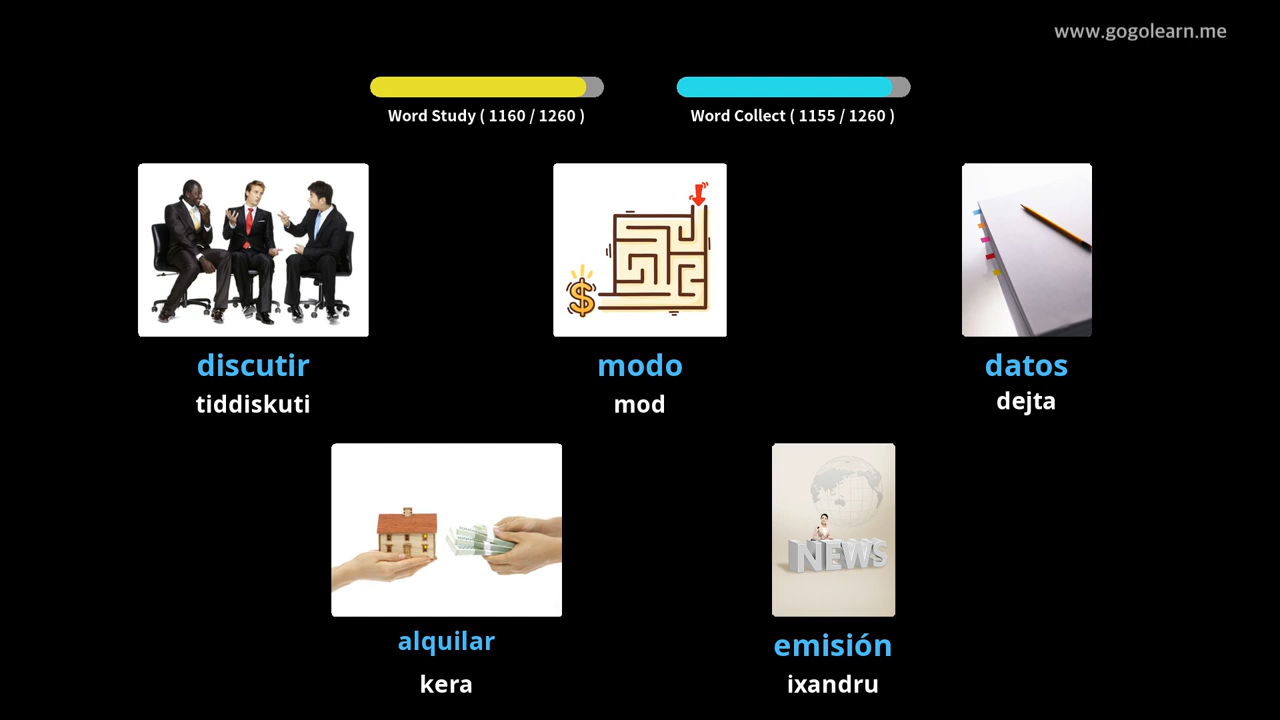 www.gogolearn.me
Word Study ( 1160 / 1260 )
Word Collect ( 1155 / 1260 )
discutir
tiddiskuti
modo
mod
datos
dejta
alquilar
kera
NEWS
emisión
ixandru